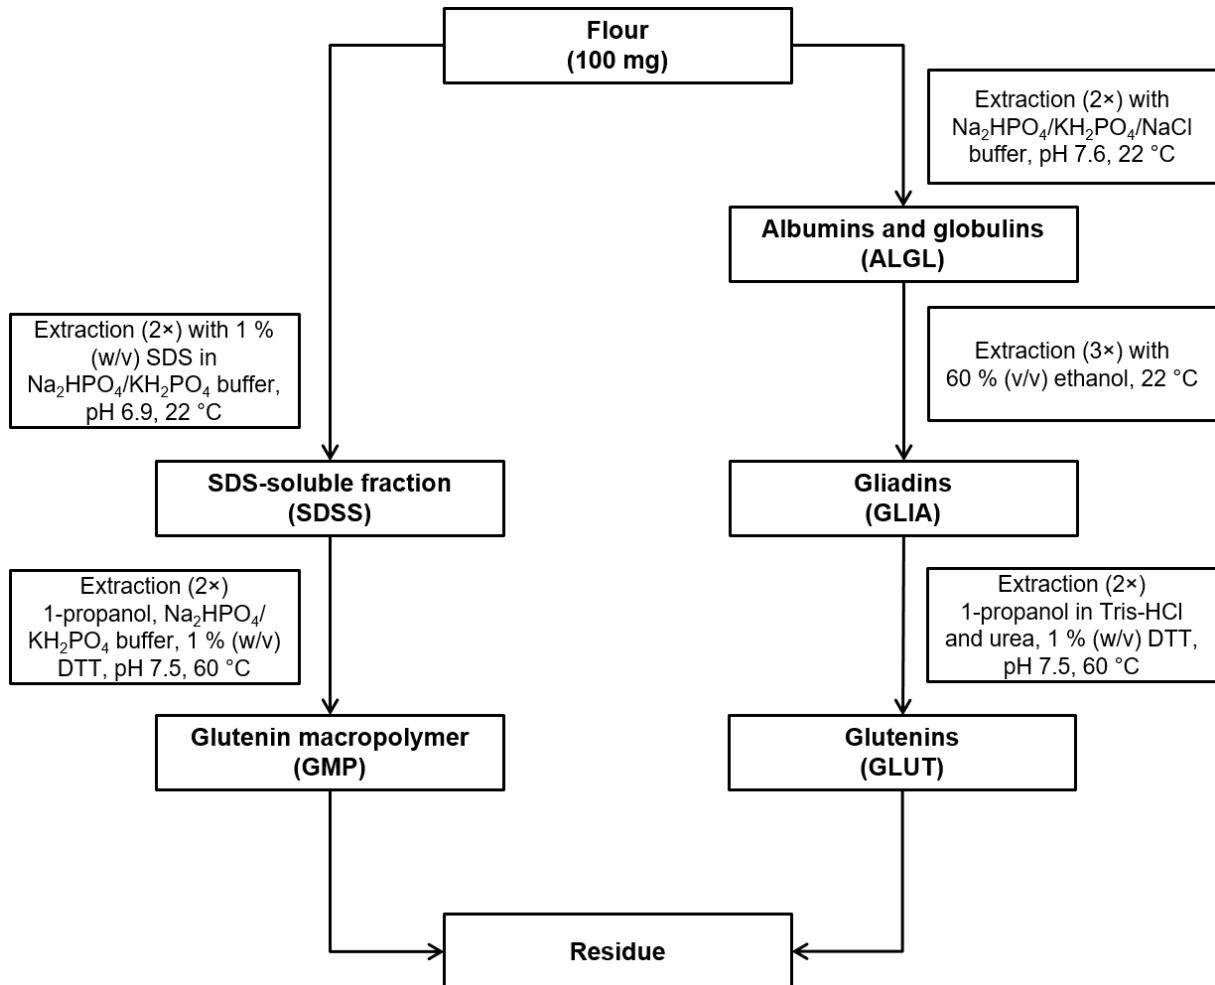 Flour
(100 mg)
Extraction (2×) with
Na₂HPO₄/KH₂PO₄/NaCl
buffer, pH 7.6, 22 °C
Albumins and globulins
(ALGL)
Extraction (2×) with 1 %
(w/v) SDS in
Na₂HPO₄/KH₂PO₄ buffer,
pH 6.9, 22 °C
Extraction (3×) with
60 % (v/v) ethanol, 22 °C
SDS-soluble fraction
(SDSS)
Gliadins
(GLIA)
Extraction (2×)
1-propanol, Na₂HPO₄/
KH₂PO₄ buffer, 1 % (w/v)
DTT, pH 7.5, 60 °C
Extraction (2×)
1-propanol in Tris-HCl
and urea, 1 % (w/v) DTT,
pH 7.5, 60 °C
Glutenin macropolymer
(GMP)
Glutenins
(GLUT)
Residue